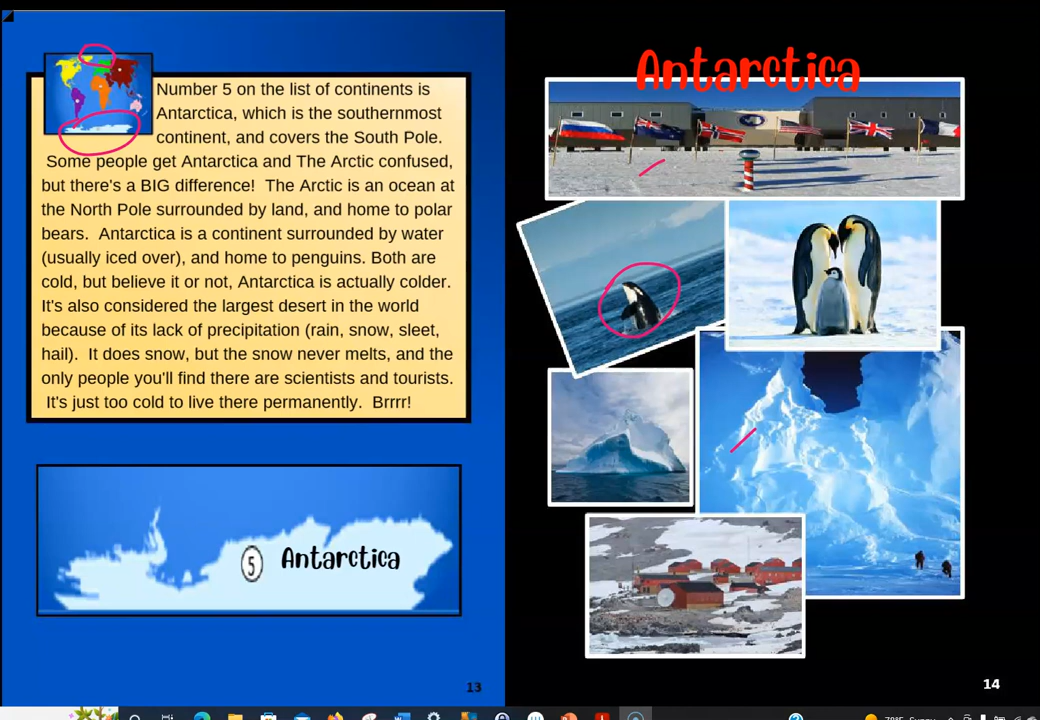 Number 5 on the list of continents is
Antarctica, which is the southernmost
continent, and covers the South Pole.
Some people get Antarctica and The Arctic confused,
but there's a BIG difference!  The Arctic is an ocean at
the North Pole surrounded by land, and home to polar
bears.  Antarctica is a continent surrounded by water
(usually iced over), and home to penguins. Both are
cold, but believe it or not, Antarctica is actually colder.
It's also considered the largest desert in the world
because of its lack of precipitation (rain, snow, sleet,
hail).  It does snow, but the snow never melts, and the
only people you'll find there are scientists and tourists.
It's just too cold to live there permanently.  Brrrr!
5 Antarctica
13
Antarctica
14